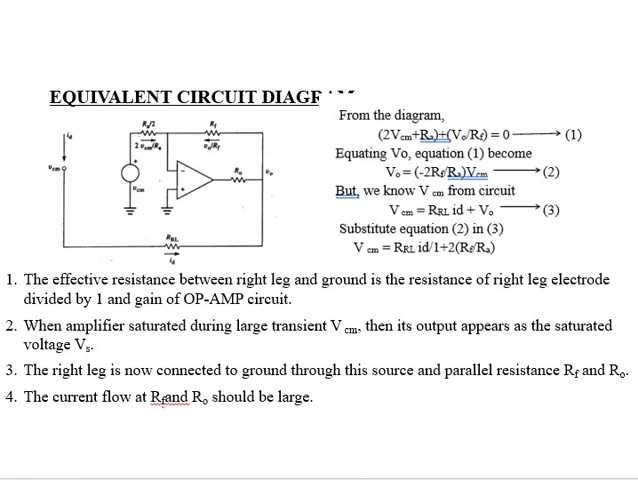 EQUIVALENT CIRCUIT DIAGRAM
From the diagram,
(2Vcm+Ra)+(Vo/Rf) = 0 (1)
Equating Vo, equation (1) become
Vo = (-2Rf/Ra)Vcm (2)
But, we know V cm from circuit
V cm = RRL id + Vo (3)
Substitute equation (2) in (3)
V cm = RRL id/1+2(Rf/Ra)
Ra/2
Rf
id
2 vcm/Ra
vo/Rf
vcm
Ro
vo
vcm
RRL
id
1. The effective resistance between right leg and ground is the resistance of right leg electrode
divided by 1 and gain of OP-AMP circuit.
2. When amplifier saturated during large transient V cm, then its output appears as the saturated
voltage Vs.
3. The right leg is now connected to ground through this source and parallel resistance Rf and Ro.
4. The current flow at Rfand Ro should be large.